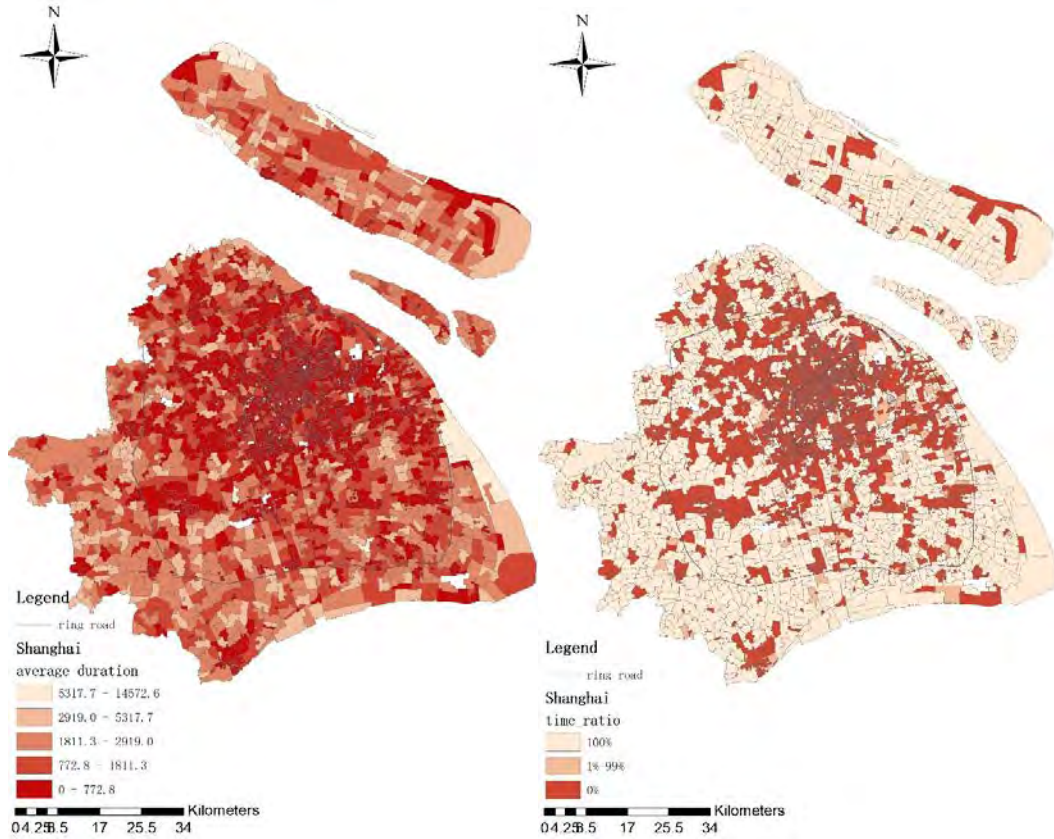 N
Legend
ring road
Shanghai
average duration
5317.7 - 14572.6
2919.0 - 5317.7
1811.3 - 2919.0
772.8 - 1811.3
0 - 772.8
Kilometers
17
25.5
34
N
Legend
ring road
Shanghai
time_ratio
100%
1%-99%
0%
Kilometers
17
25.5
34